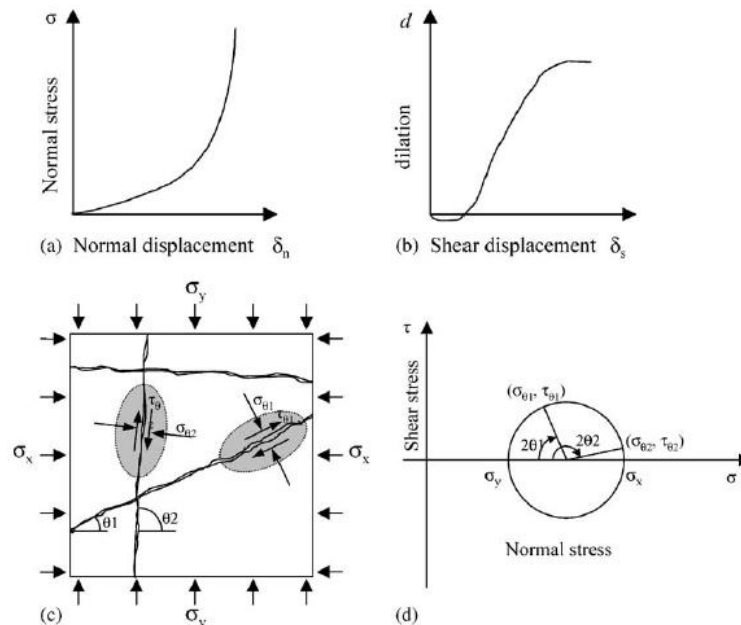 σ
Normal stress
(a) Normal displacement δₙ
d
dilation
(b) Shear displacement δₛ
σy
σx
τθ
σθ2
σθ1
τθ1
σx
θ1
θ2
(c)
σy
τ
Shear stress
(σθ1, τθ1)
2θ1
2θ2
(σθ2, τθ2)
σy
σx
σ
Normal stress
(d)